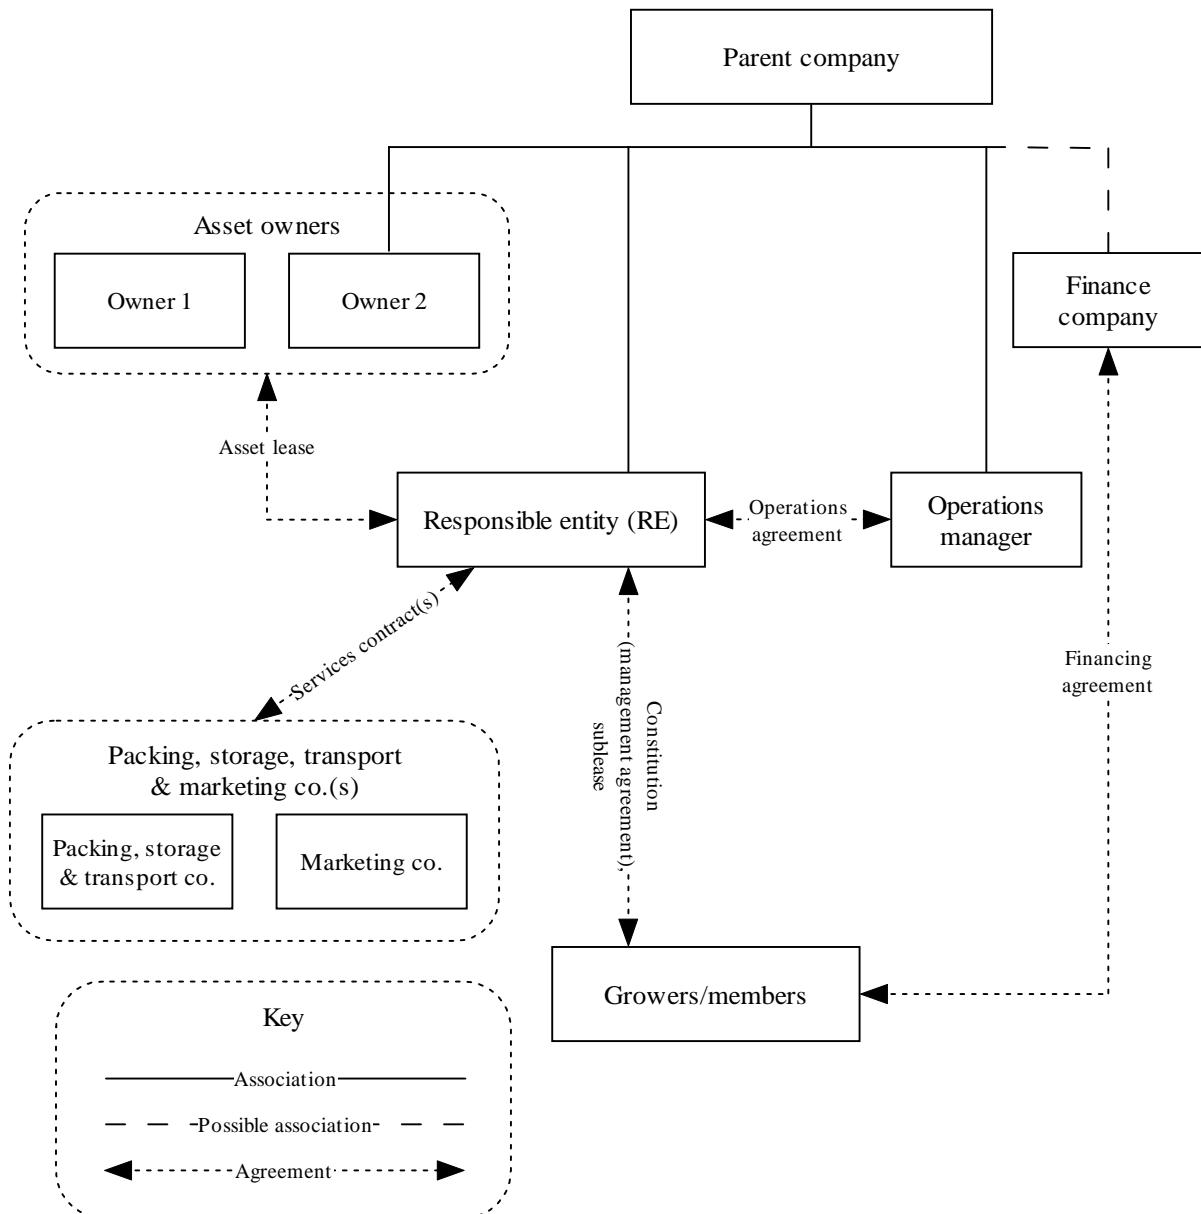 Parent company
Asset owners
Owner 1
Owner 2
Finance
company
Asset lease
Responsible entity (RE)
Operations
agreement
Operations
manager
Services contract(s)
Constitution
(management agreement),
sublease
Financing
agreement
Packing, storage, transport
& marketing co.(s)
Packing, storage
& transport co.
Marketing co.
Growers/members
Key
Association
Possible association
Agreement